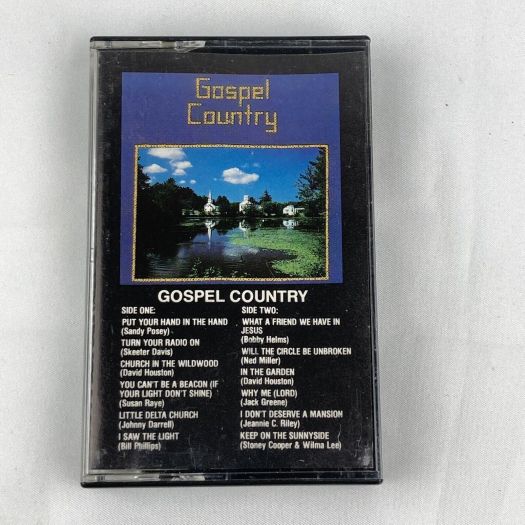 Gospel
Country
GOSPEL COUNTRY
SIDE ONE:
PUT YOUR HAND IN THE HAND
(Sandy Posey)
TURN YOUR RADIO ON
(Skeeter Davis)
CHURCH IN THE WILDWOOD
(David Houston)
YOU CAN'T BE A BEACON (IF
YOUR LIGHT DON'T SHINE)
(Susan Raye)
LITTLE DELTA CHURCH
(Johnny Darrell)
I SAW THE LIGHT
(Bill Phillips)
SIDE TWO:
WHAT A FRIEND WE HAVE IN
JESUS
(Bobby Helms)
WILL THE CIRCLE BE UNBROKEN
(Ned Miller)
IN THE GARDEN
(David Houston)
WHY ME (LORD)
(Jack Greene)
I DON'T DESERVE A MANSION
(Jeannie C. Riley)
KEEP ON THE SUNNYSIDE
(Stoney Cooper & Wilma Lee)